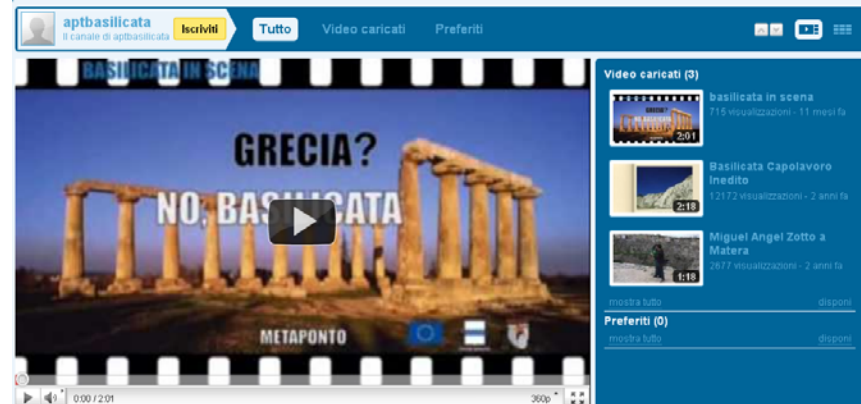 aptbasilicata
Il canale di aptbasilicata
Iscriviti
Tutto
Video caricati
Preferiti
BASILICATA IN SCENA
GRECIA?
NO, BASILICATA
METAPONTO
0:00 / 2:01
360p
Video caricati (3)
basilicata in scena
715 visualizzazioni - 11 mesi fa
2:01
Basilicata Capolavoro
Inedito
12172 visualizzazioni - 2 anni fa
2:18
Miguel Angel Zotto a
Matera
2677 visualizzazioni - 2 anni fa
1:18
mostra tutto
disponi
Preferiti (0)
mostra tutto
disponi